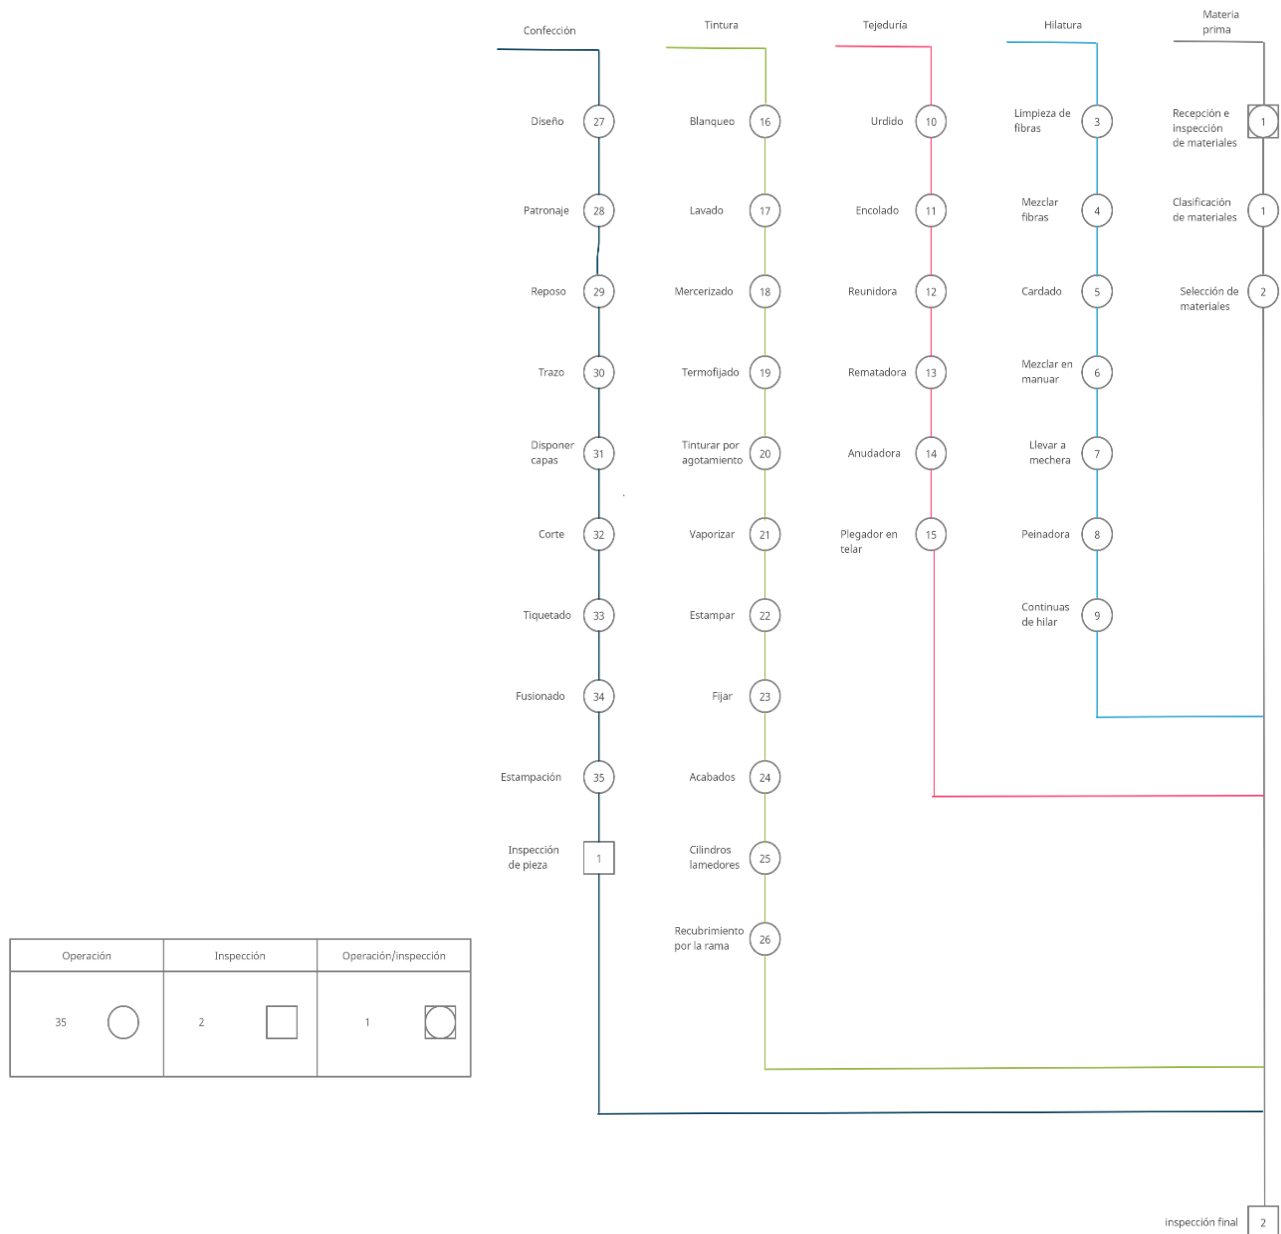 Confección
Diseño
27
Patronaje
28
Reposo
29
Trazo
30
Disponer
capas
31
Corte
32
Tiquetado
33
Fusionado
34
Estampación
35
Inspección
de pieza
1
Tintura
Blanqueo
16
Lavado
17
Mercerizado
18
Termofijado
19
Tinturar por
agotamiento
20
Vaporizar
21
Estampar
22
Fijar
23
Acabados
24
Cilindros
lamedores
25
Recubrimiento
por la rama
26
Tejeduría
Urdido
10
Encolado
11
Reunidora
12
Rematadora
13
Anudadora
14
Plegador en
telar
15
Hilatura
Limpieza de
fibras
3
Mezclar
fibras
4
Cardado
5
Mezclar en
manuar
6
Llevar a
mechera
7
Peinadora
8
Continuas
de hilar
9
Materia
prima
Recepción e
inspección
de materiales
1
Clasificación
de materiales
1
Selección de
materiales
2
inspección final
2
Operación
Inspección
Operación/inspección
35
2
1